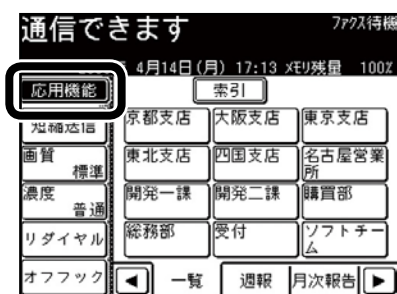 通信できます
ファクス待機
4月14日(月) 17:13 メモリ残量 100%
応用機能
索引
短縮送信
京都支店
大阪支店
東京支店
画質
標準
東北支店
四国支店
名古屋営業
所
濃度
普通
開発一課
開発二課
購買部
リダイヤル
総務部
受付
ソフトチー
ム
オフフック
◀
一覧
週報
月次報告
▶